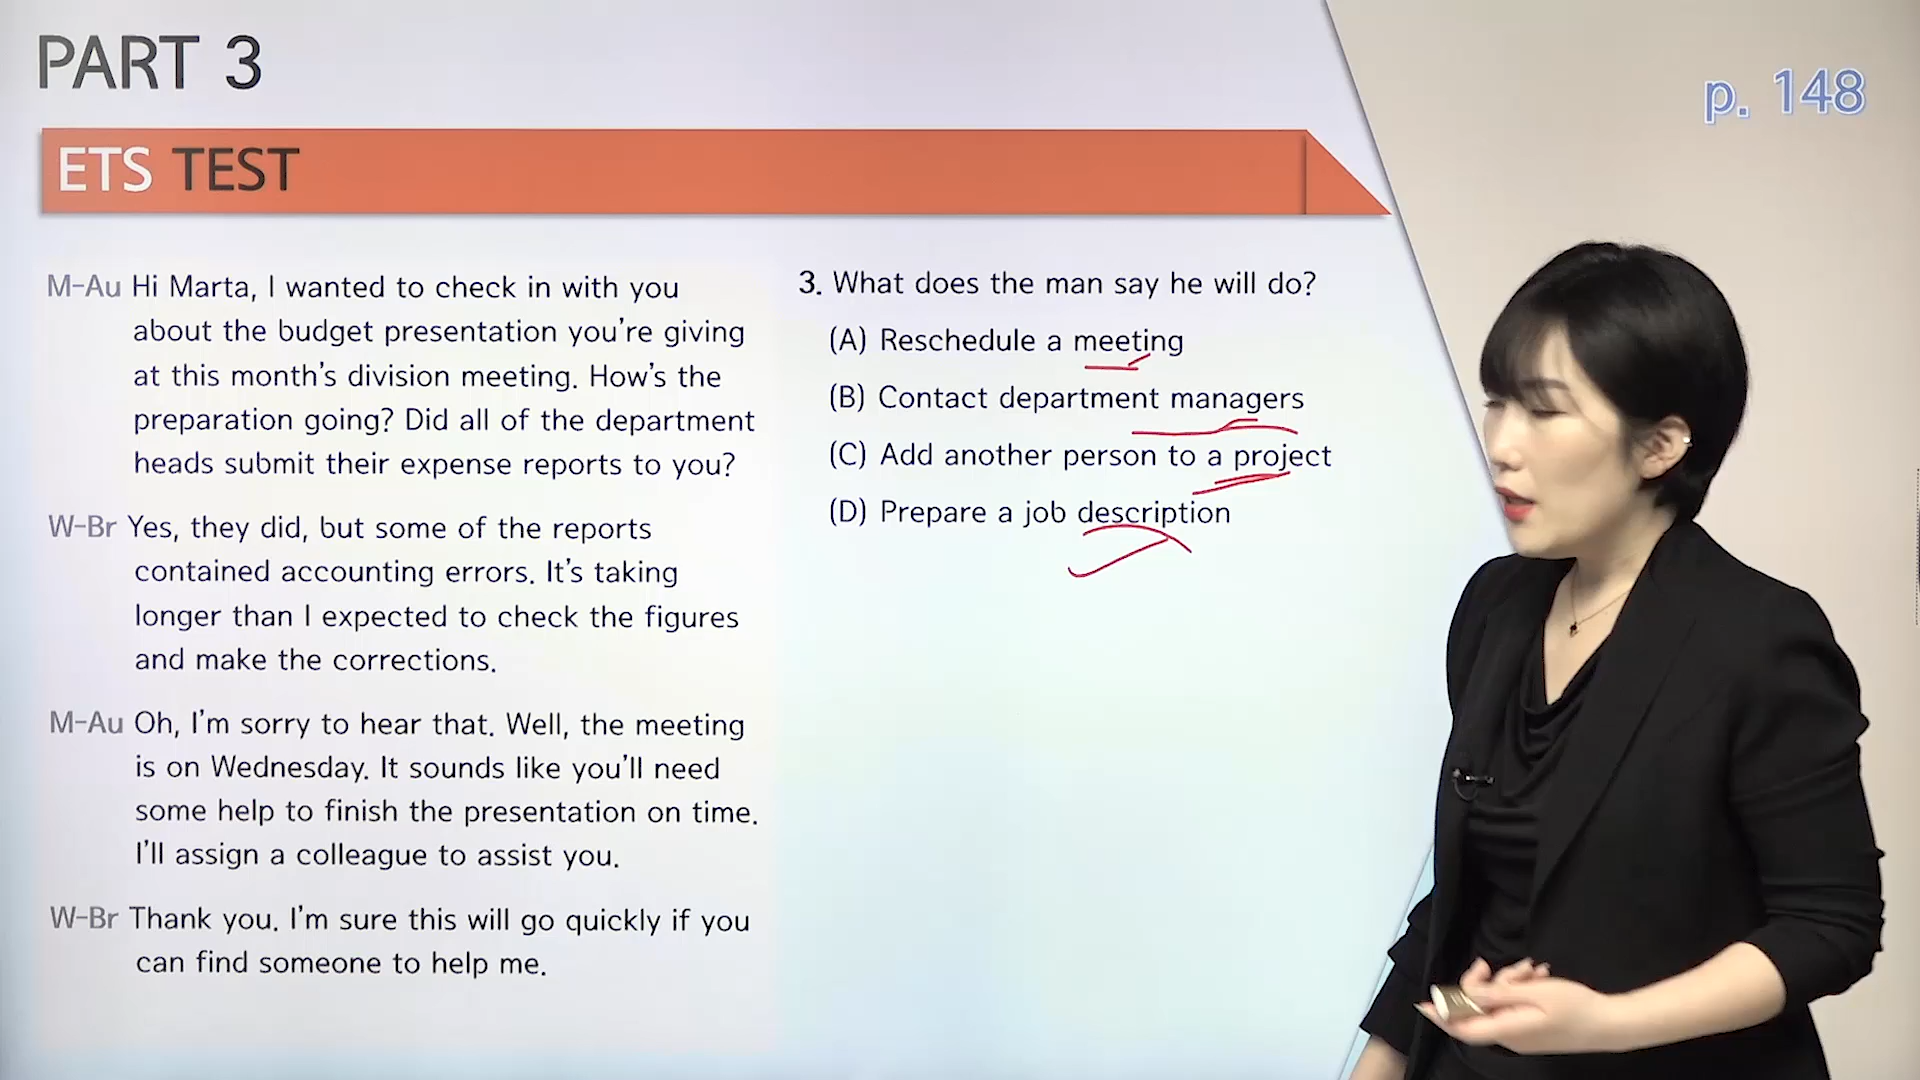 PART 3
p. 148
ETS TEST
M-Au Hi Marta, I wanted to check in with you
about the budget presentation you're giving
at this month's division meeting. How's the
preparation going? Did all of the department
heads submit their expense reports to you?
W-Br Yes, they did, but some of the reports
contained accounting errors. It's taking
longer than I expected to check the figures
and make the corrections.
M-Au Oh, I'm sorry to hear that. Well, the meeting
is on Wednesday. It sounds like you'll need
some help to finish the presentation on time.
I'll assign a colleague to assist you.
W-Br Thank you. I'm sure this will go quickly if you
can find someone to help me.
3. What does the man say he will do?
(A) Reschedule a meeting
(B) Contact department managers
(C) Add another person to a project
(D) Prepare a job description